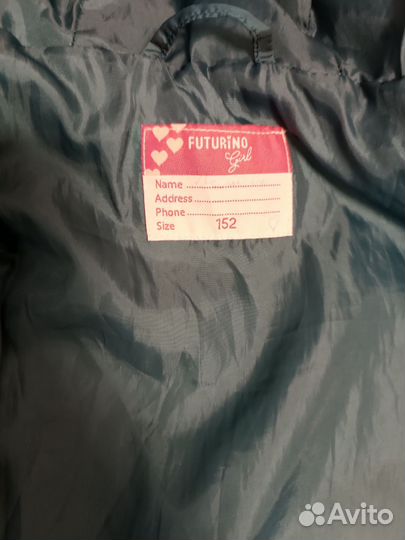 FUTURiNO
Girl
Name
Address
Phone
Size 152
Avito